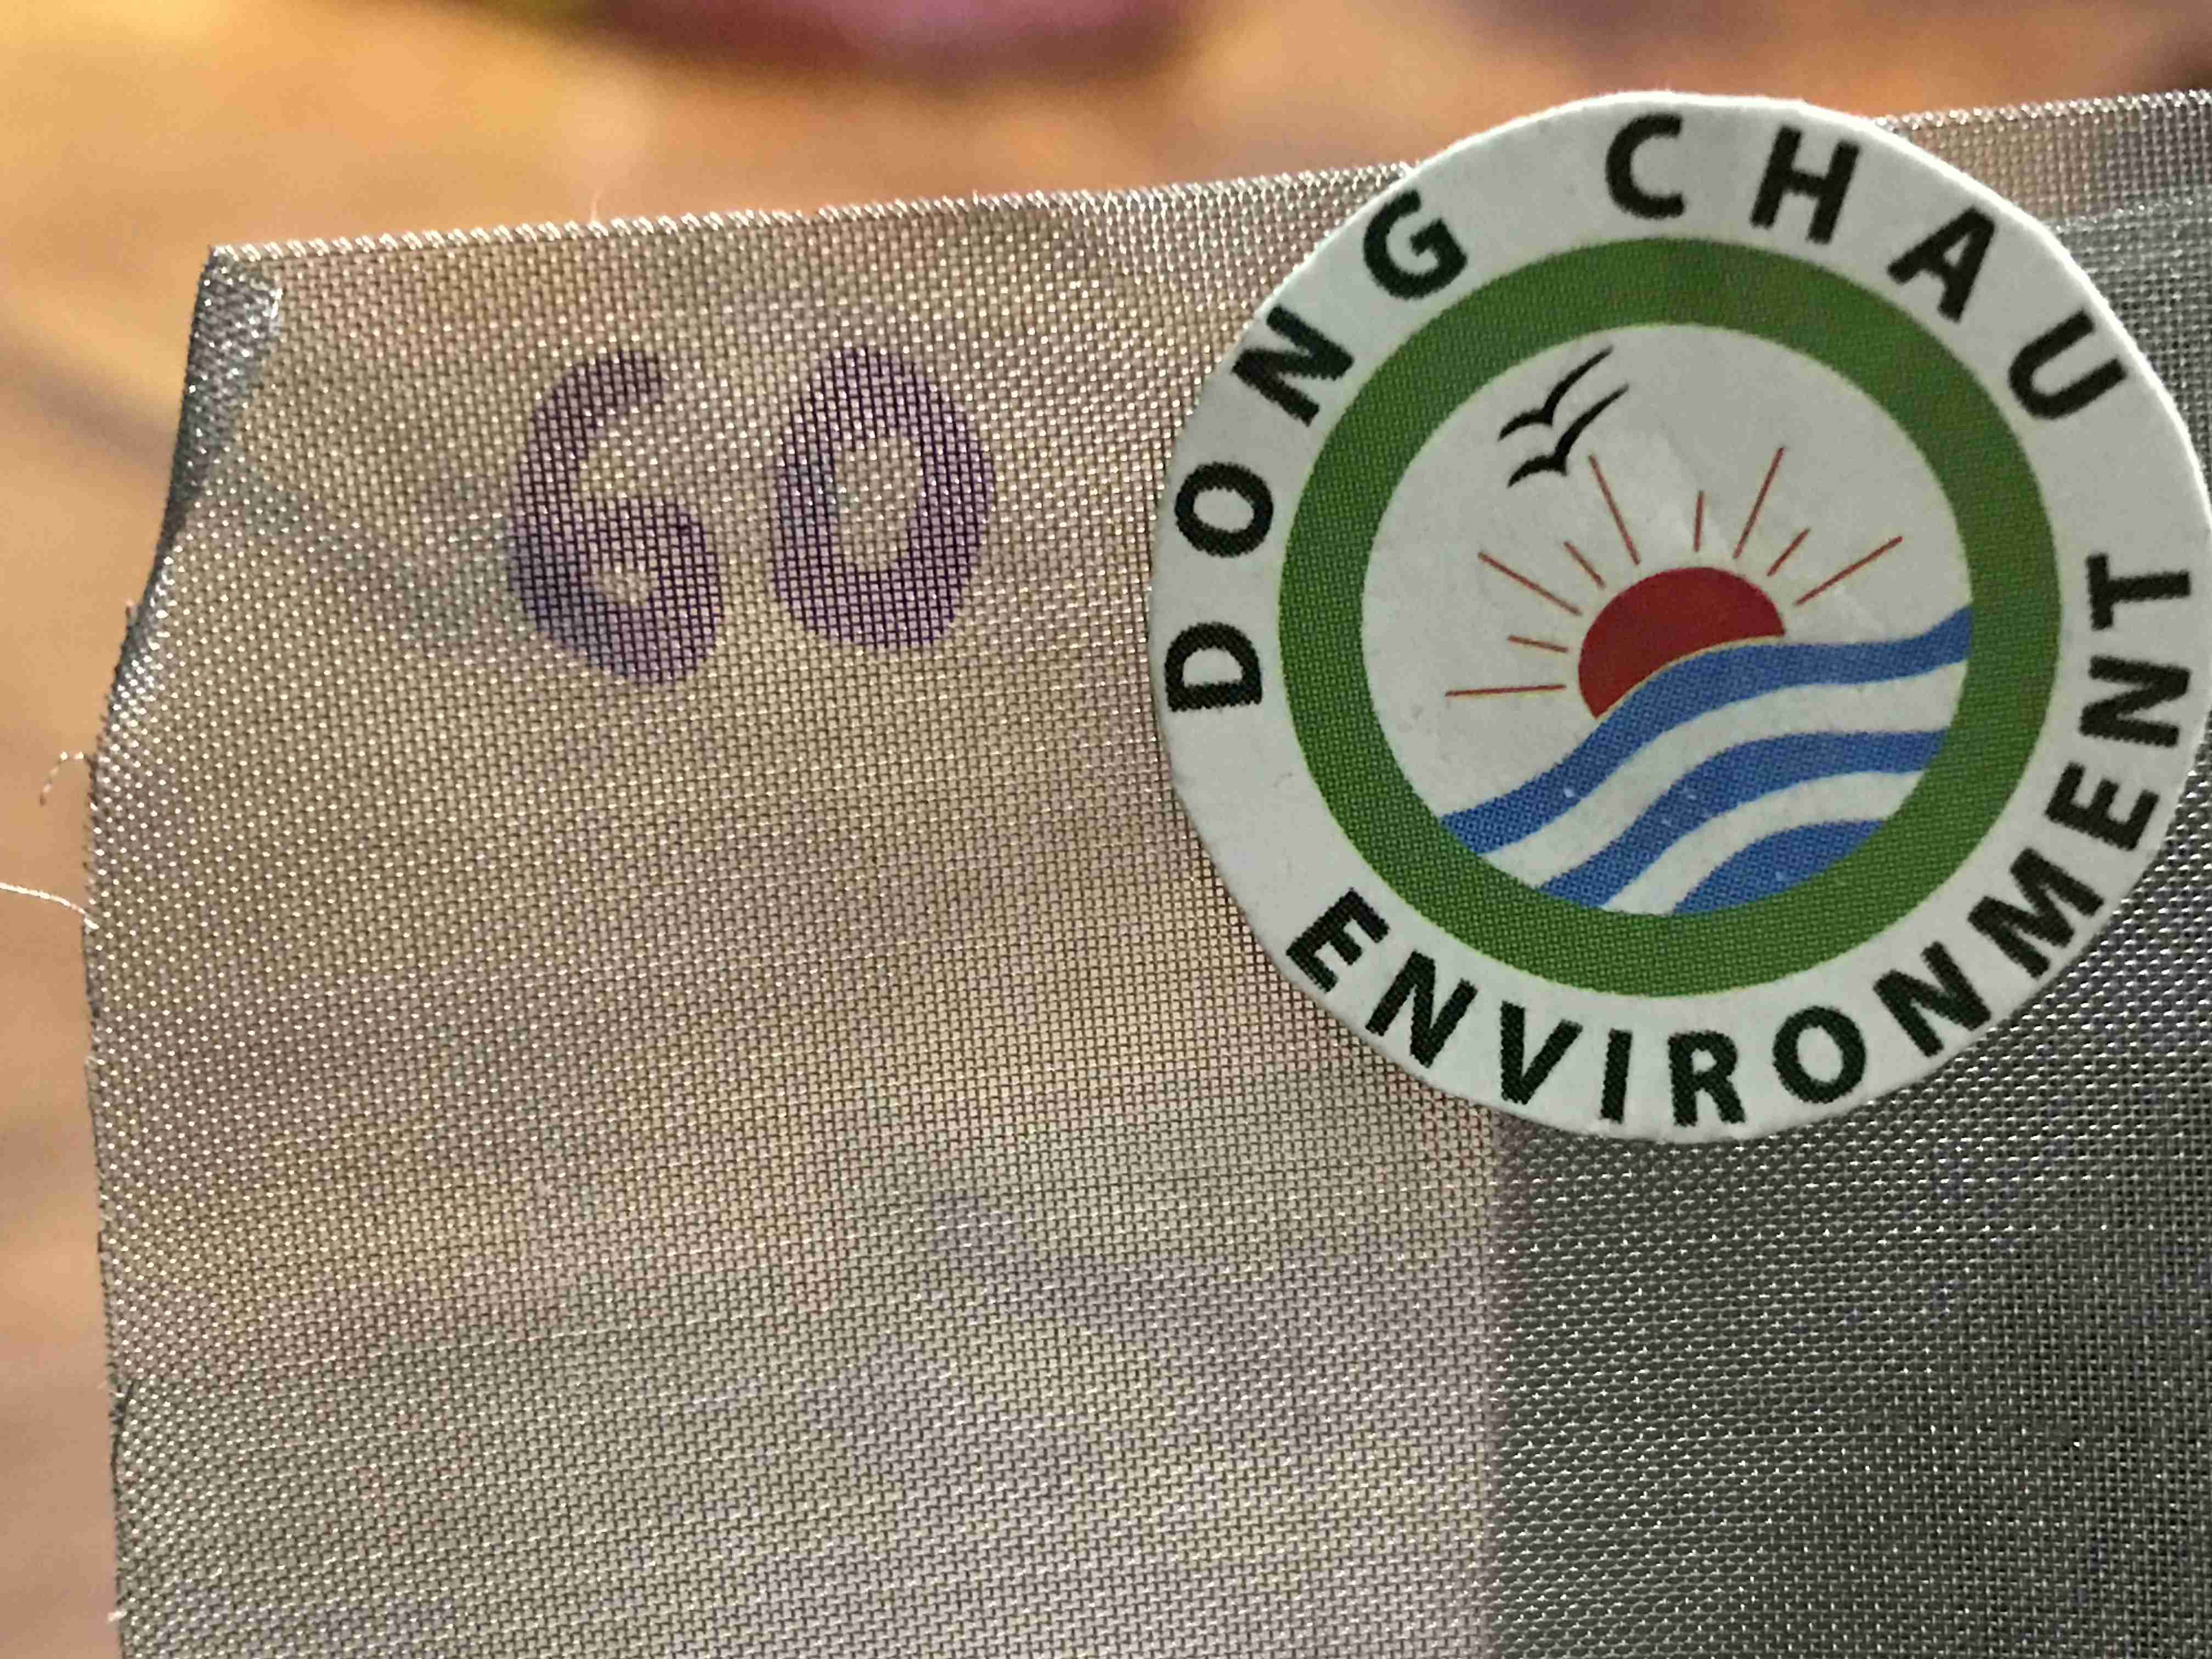 60
DONG CHAU
ENVIRONMENT